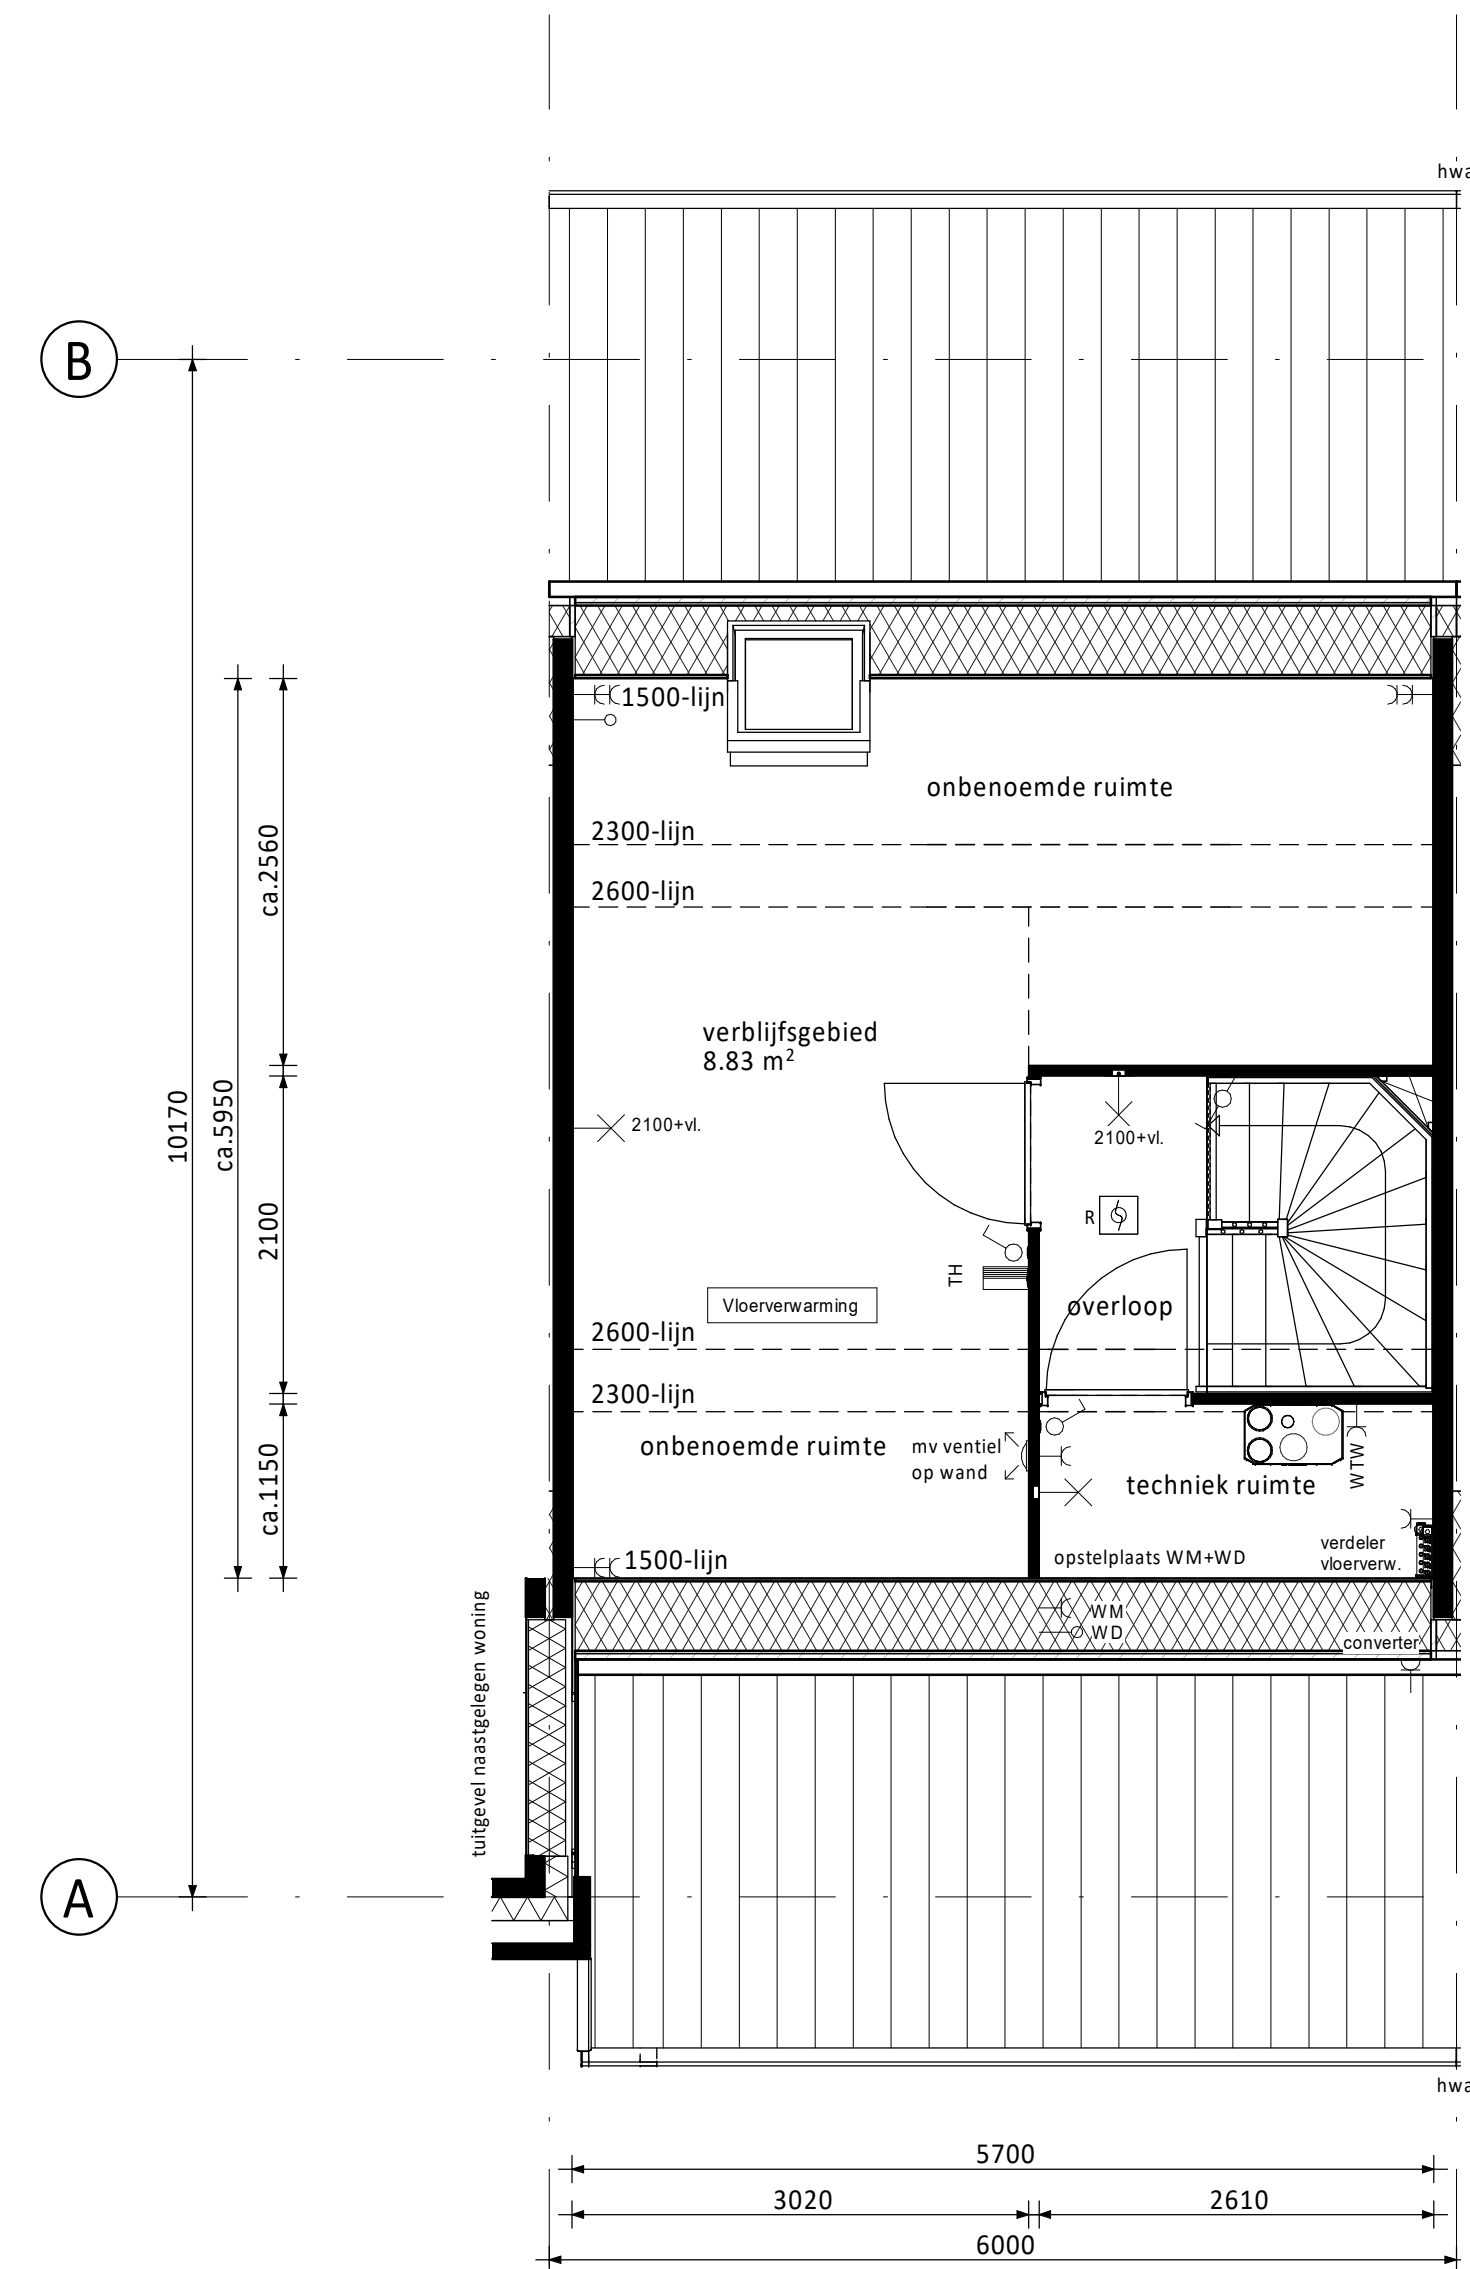 hwa
B
1500-lijn
onbenoemde ruimte
2300-lijn
2600-lijn
ca.2560
verblijfsgebied
8.83 m²
10170
ca.5950
2100+vl.
2100+vl.
2100
R
TH
Vloerverwarming
overloop
2600-lijn
2300-lijn
onbenoemde ruimte
mv ventiel
op wand
WTW
techniek ruimte
ca.1150
1500-lijn
opstelplaats WM+WD
verdeler
vloerverw.
WM
WD
converter
tuitgevel naastgelegen woning
A
hwa
5700
3020
2610
6000